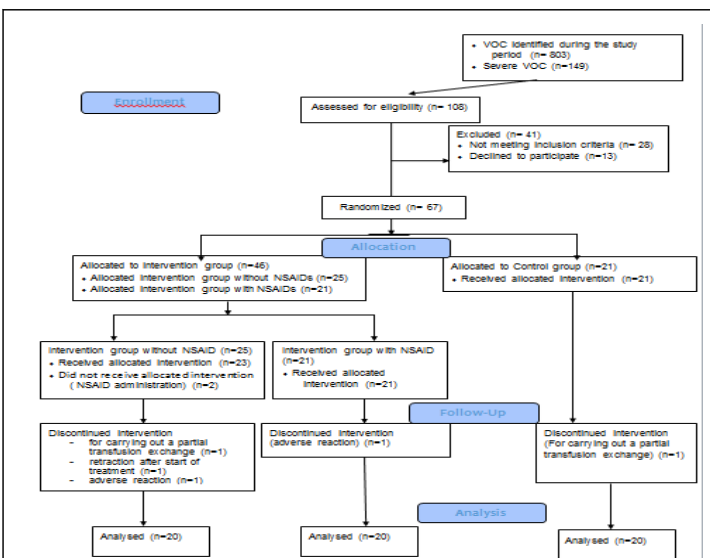 • VOC identified during the study
period (n= 803)
• Severe VOC (n=149)
Enrollment
Assessed for eligibility (n= 108)
Excluded (n= 41)
• Not meeting inclusion criteria (n= 28)
• Declined to participate (n=13)
Randomized (n= 67)
Allocation
Allocated to intervention group (n=46)
• Allocated intervention group without NSAIDs (n=25)
• Allocated intervention group with NSAIDs (n=21)
Allocated to Control group (n=21)
• Received allocated intervention (n=21)
Intervention group without NSAID (n=25)
• Received allocated intervention (n=23)
• Did not receive allocated intervention
( NSAID administration) (n=2)
Intervention group with NSAID
(n=21)
• Received allocated
intervention (n=21)
Follow-Up
Discontinued intervention
- for carrying out a partial
transfusion exchange (n=1)
- retraction after start of
treatment (n=1)
- adverse reaction (n=1)
Discontinued intervention
(adverse reaction) (n=1)
Discontinued intervention
(For carrying out a partial
transfusion exchange) (n=1)
Analysis
Analysed (n=20)
Analysed (n=20)
Analysed (n=20)